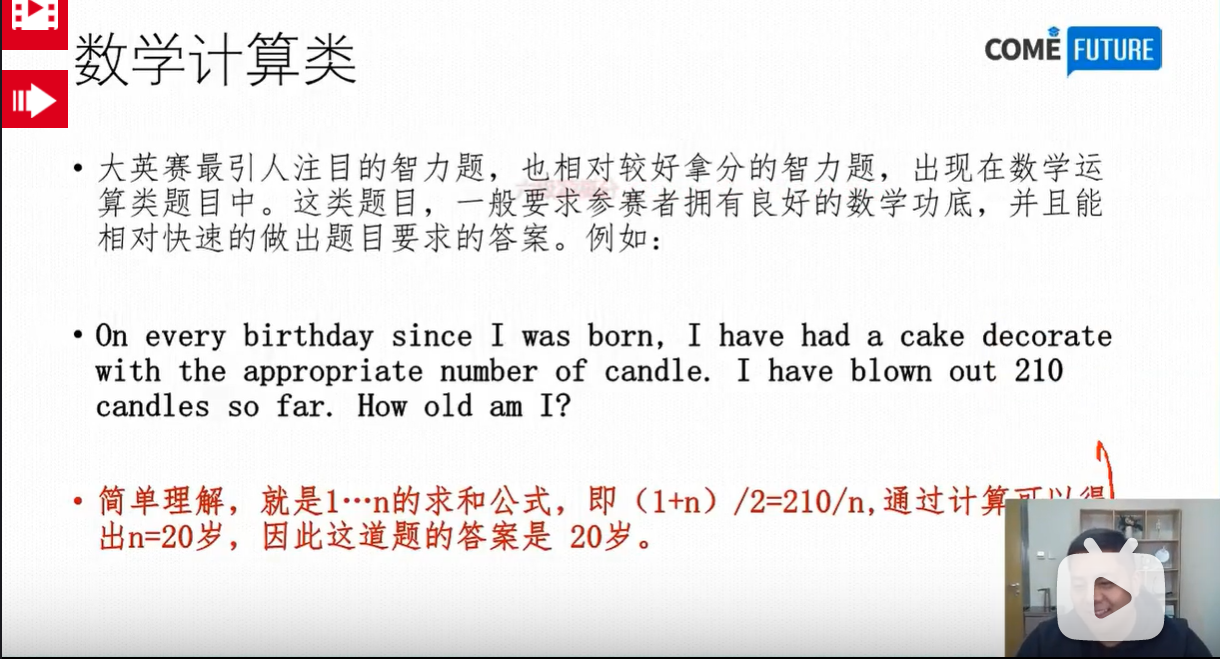 数学计算类
COME FUTURE
• 大英赛最引人注目的智力题，也相对较好拿分的智力题，出现在数学运
算类题目中。这类题目，一般要求参赛者拥有良好的数学功底，并且能
相对快速的做出题目要求的答案。例如：
• On every birthday since I was born, I have had a cake decorate
with the appropriate number of candle. I have blown out 210
candles so far. How old am I?
• 简单理解，就是1…n的求和公式，即（1+n）/2=210/n,通过计算可以得
出n=20岁，因此这道题的答案是 20岁。